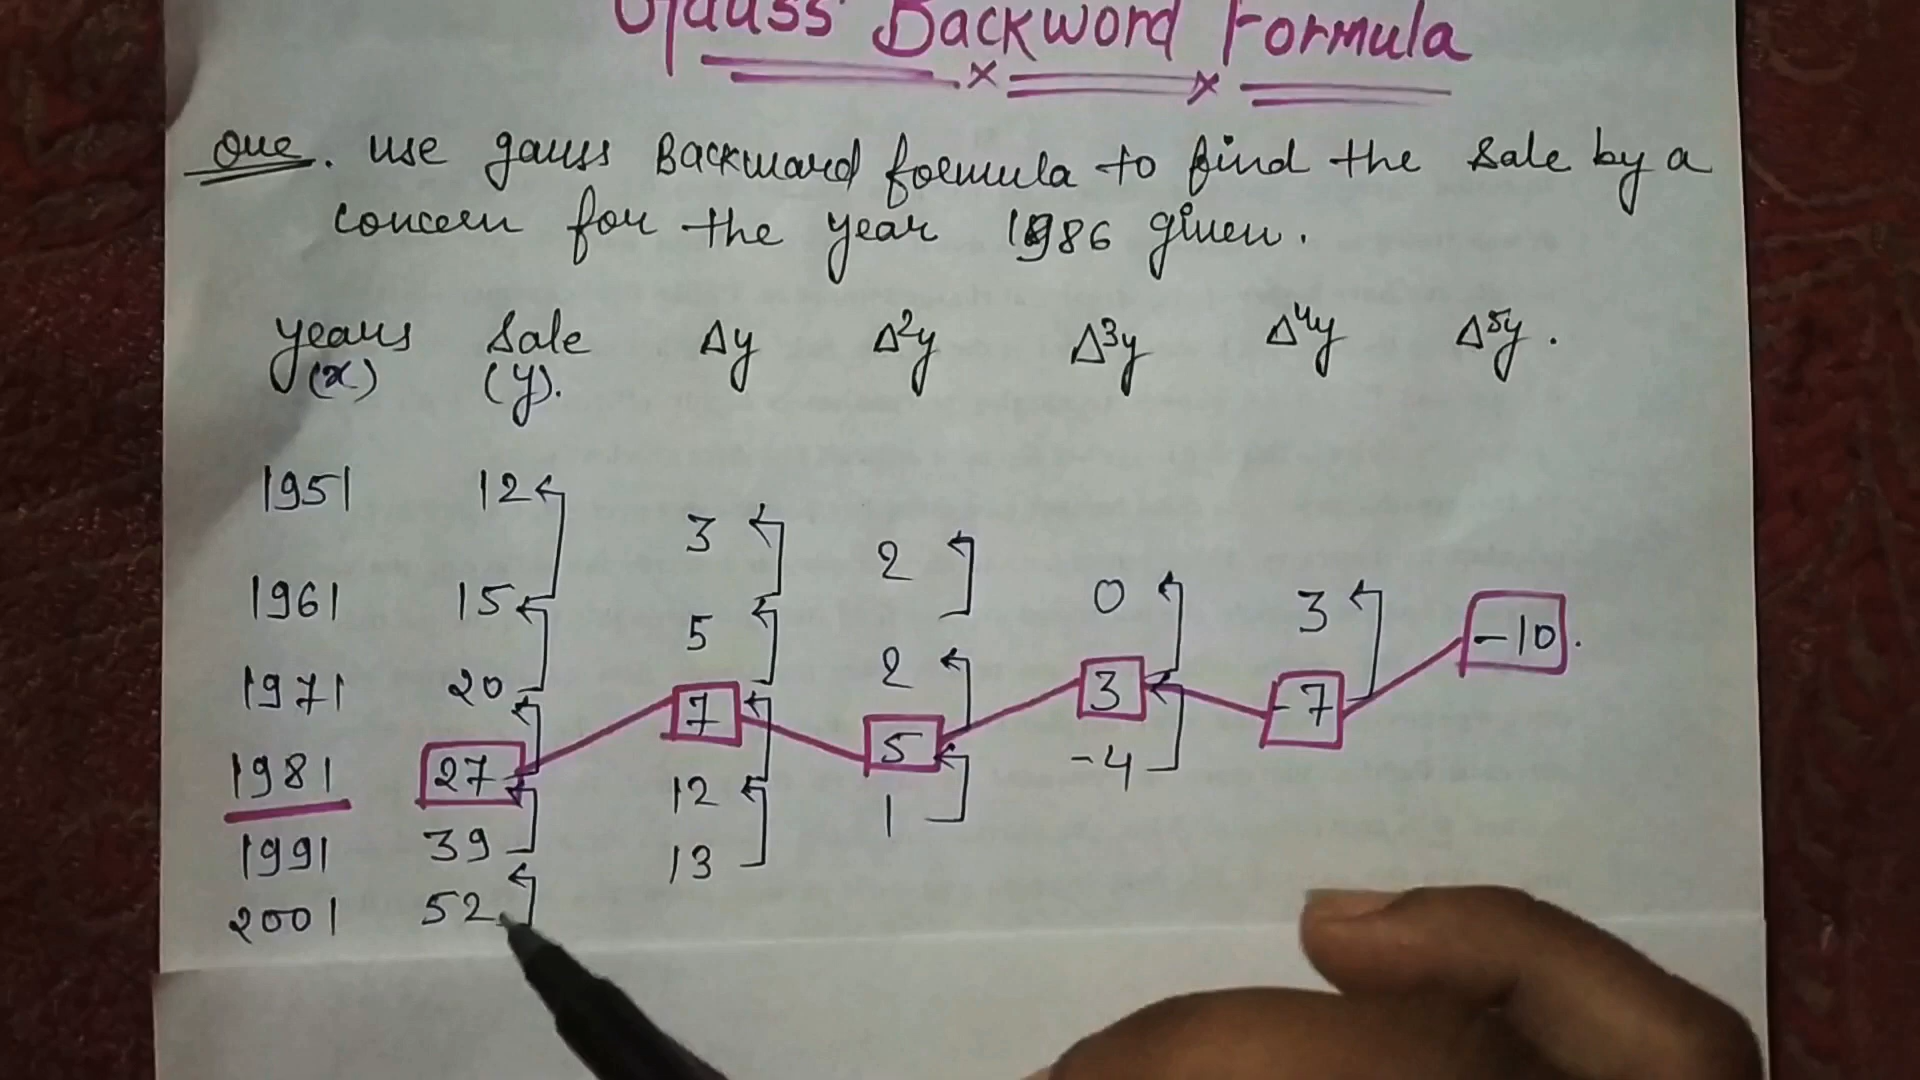 Gauss Backword Formula
Que. use gauss Backward formula to find the sale by a
concern for the year 1986 given.
years (x) sale (y). Δy Δ²y Δ³y Δ⁴y Δ⁵y.
1951 12
3
2
1961 15 0
5 3
2 -10.
1971 20 3
7 -7
5
1981 27 -4
12
1
1991 39
13
2001 52